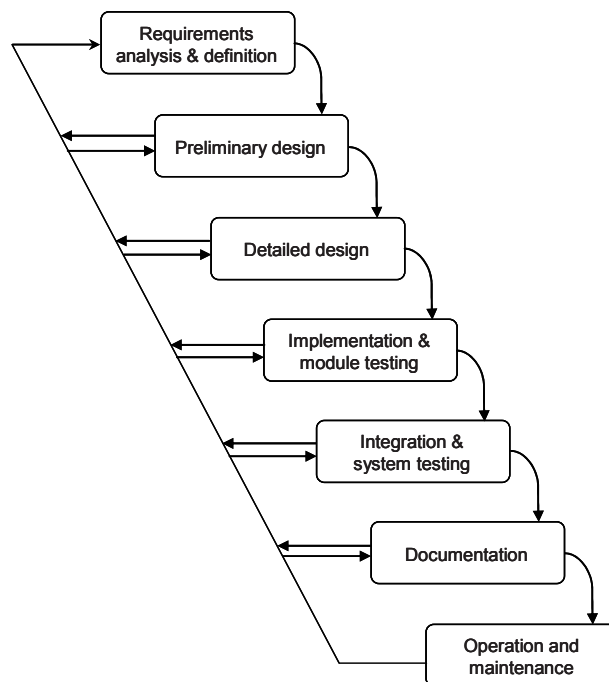 Requirements
analysis & definition
Preliminary design
Detailed design
Implementation &
module testing
Integration &
system testing
Documentation
Operation and
maintenance